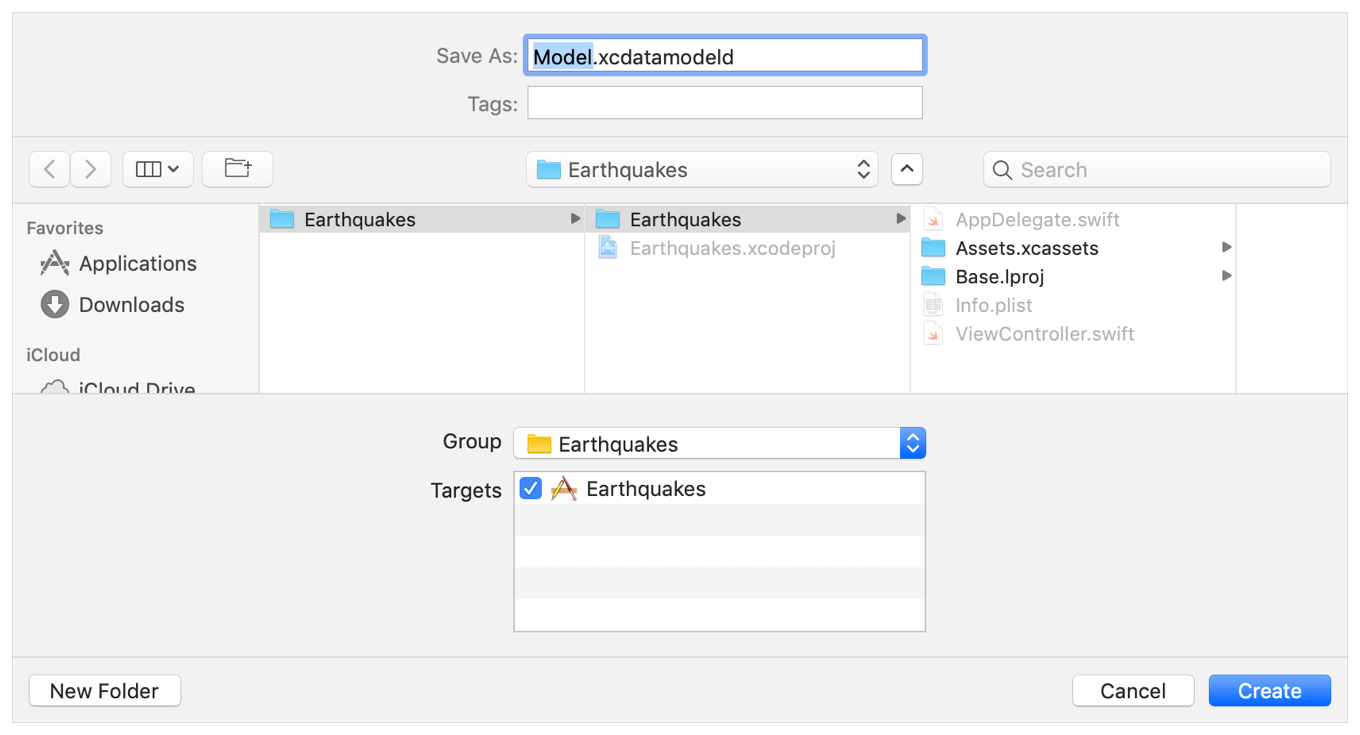 Save As: Model.xcdatamodeld
Tags:
Earthquakes
Search
Favorites
Applications
Downloads
iCloud
iCloud Drive
Earthquakes
Earthquakes
Earthquakes.xcodeproj
AppDelegate.swift
Assets.xcassets
Base.lproj
Info.plist
ViewController.swift
Group Earthquakes
Targets Earthquakes
New Folder
Cancel
Create